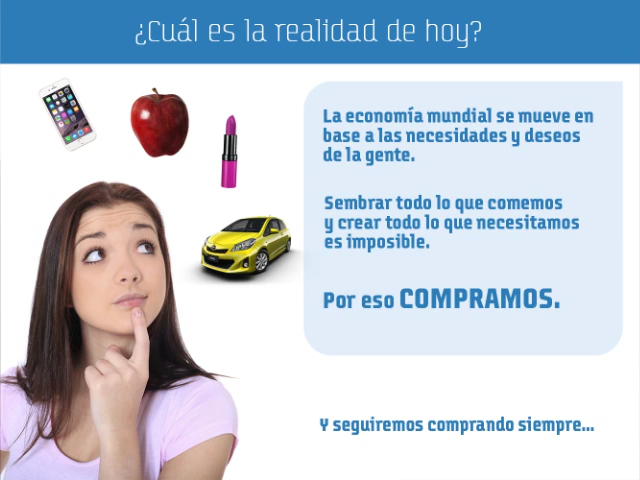 ¿Cuál es la realidad de hoy?
La economía mundial se mueve en
base a las necesidades y deseos
de la gente.
Sembrar todo lo que comemos
y crear todo lo que necesitamos
es imposible.
Por eso COMPRAMOS.
Y seguiremos comprando siempre...